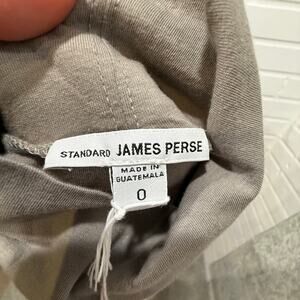 STANDARD JAMES PERSE
MADE IN
GUATEMALA
0